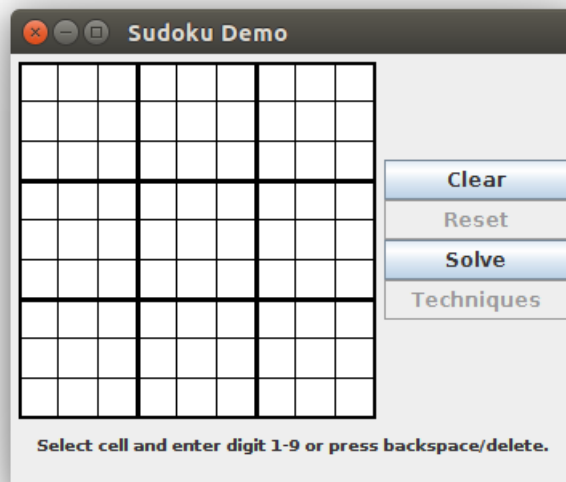 Sudoku Demo
Clear
Reset
Solve
Techniques
Select cell and enter digit 1-9 or press backspace/delete.